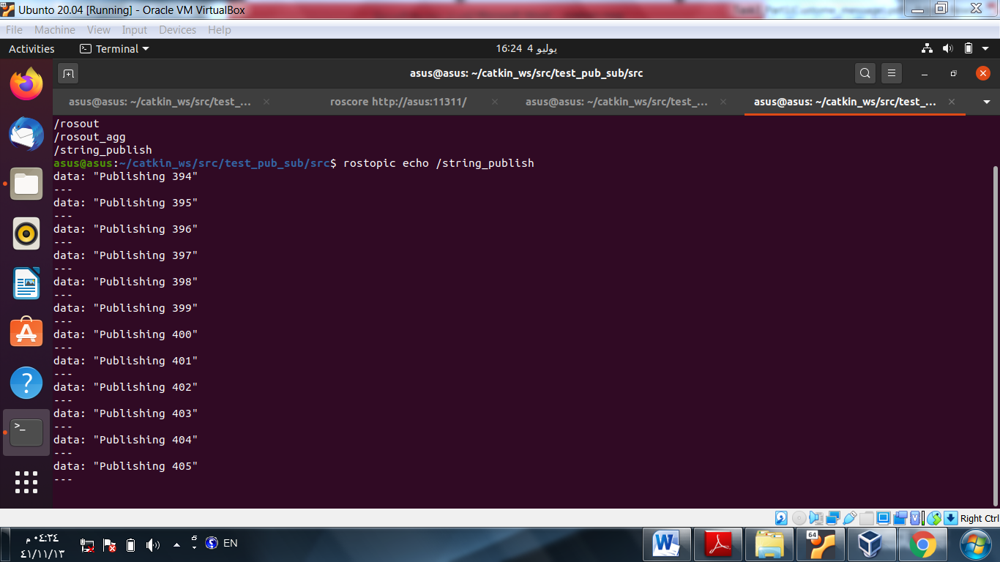 Ubunto 20.04 [Running] - Oracle VM VirtualBox
File Machine View Input Devices Help
Activities Terminal 16:24 4 يوليو
asus@asus: ~/catkin_ws/src/test_pub_sub/src
asus@asus: ~/catkin_ws/src/test_... roscore http://asus:11311/ asus@asus: ~/catkin_ws/src/test_... asus@asus: ~/catkin_ws/src/test_...
/rosout
/rosout_agg
/string_publish
asus@asus:~/catkin_ws/src/test_pub_sub/src$ rostopic echo /string_publish
data: "Publishing 394"
---
data: "Publishing 395"
---
data: "Publishing 396"
---
data: "Publishing 397"
---
data: "Publishing 398"
---
data: "Publishing 399"
---
data: "Publishing 400"
---
data: "Publishing 401"
---
data: "Publishing 402"
---
data: "Publishing 403"
---
data: "Publishing 404"
---
data: "Publishing 405"
---
Right Ctrl
٠٤:٢٤ م
٤١/١١/١٣
EN
64